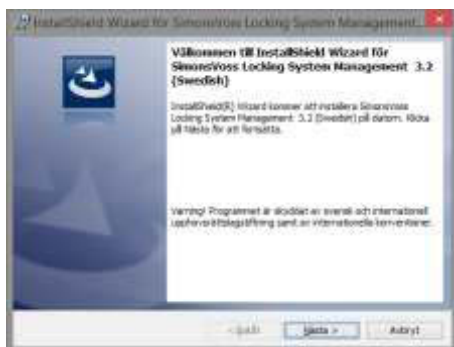 InstallShield Wizard för SimonsVoss Locking System Management
Välkommen till InstallShield Wizard för
SimonsVoss Locking System Management 3.2
(Swedish)
InstallShield(R) Wizard kommer att installera SimonsVoss
Locking System Management 3.2 (Swedish) på datorn. Klicka
på Nästa för att fortsätta.
Varning! Programmet är skyddat av svensk och internationell
upphovsrättslagstiftning samt av internationella konventioner.
Nästa >
Avbryt